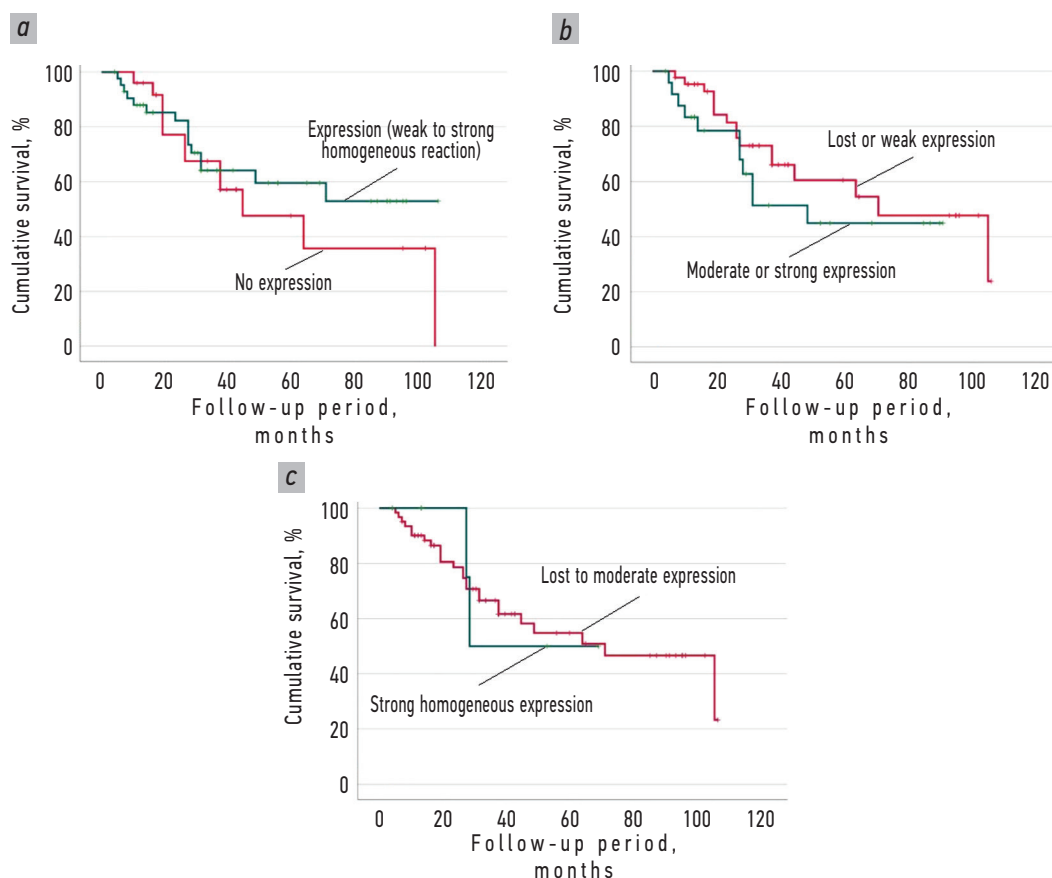 a
Cumulative survival, %
100
80
60
40
20
0
Expression (weak to strong
homogeneous reaction)
No expression
0 20 40 60 80 100 120
Follow-up period,
months
b
Cumulative survival, %
100
80
60
40
20
0
Lost or weak expression
Moderate or strong expression
0 20 40 60 80 100 120
Follow-up period,
months
c
Cumulative survival, %
100
80
60
40
20
0
Lost to moderate expression
Strong homogeneous expression
0 20 40 60 80 100 120
Follow-up period,
months